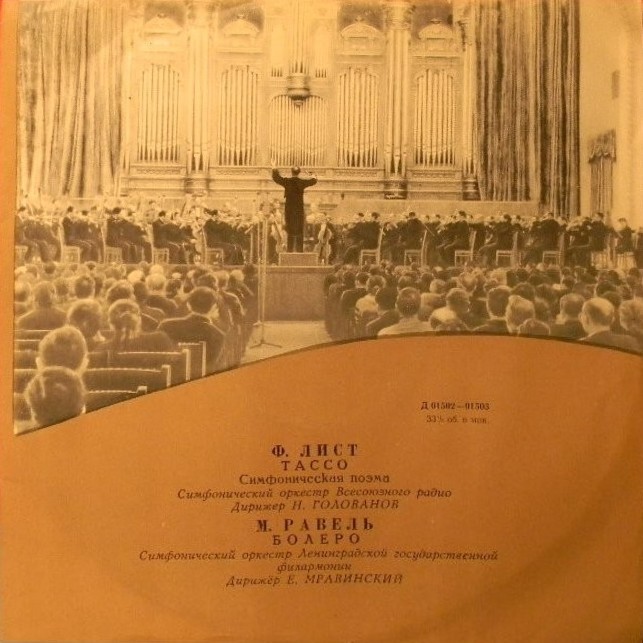 Д 01502—01503
33⅓ об. в мин.
Ф. ЛИСТ
ТАССО
Симфоническая поэма
Симфонический оркестр Всесоюзного радио
Дирижер Н. ГОЛОВАНОВ
М. РАВЕЛЬ
БОЛЕРО
Симфонический оркестр Ленинградской государственной
филармонии
Дирижёр Е. МРАВИНСКИЙ